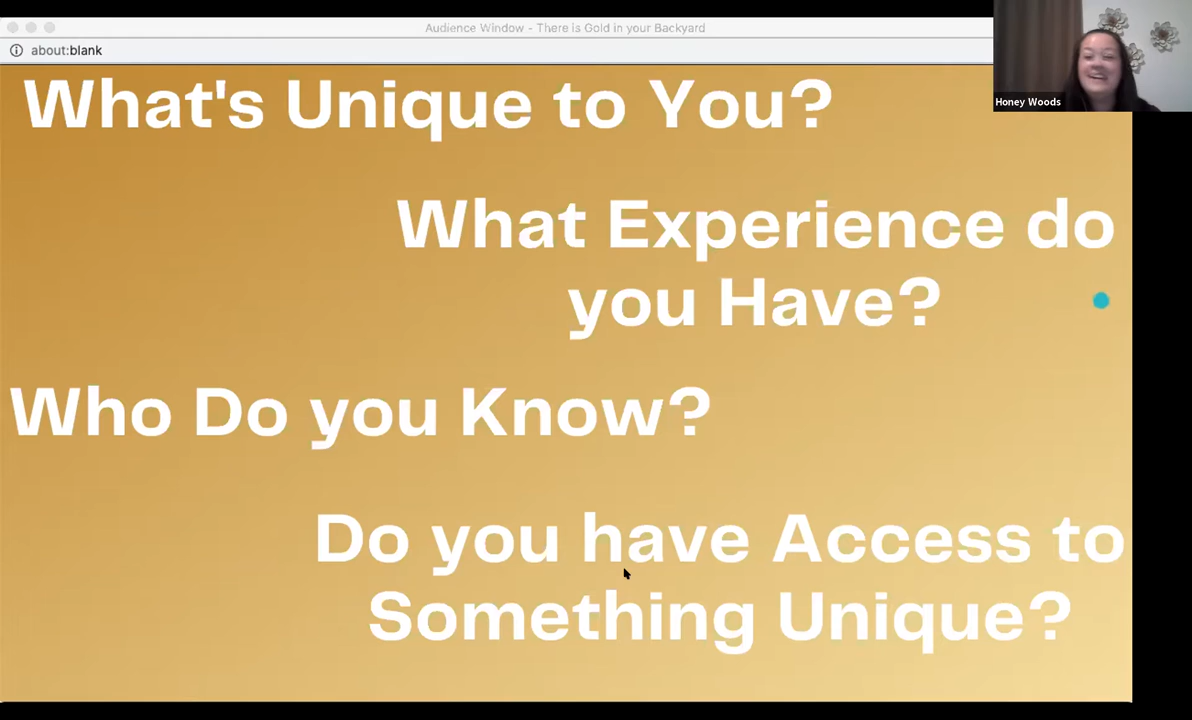 Audience Window - There is Gold in your Backyard
about:blank
Honey Woods
What's Unique to You?
What Experience do
you Have?
Who Do you Know?
Do you have Access to
Something Unique?